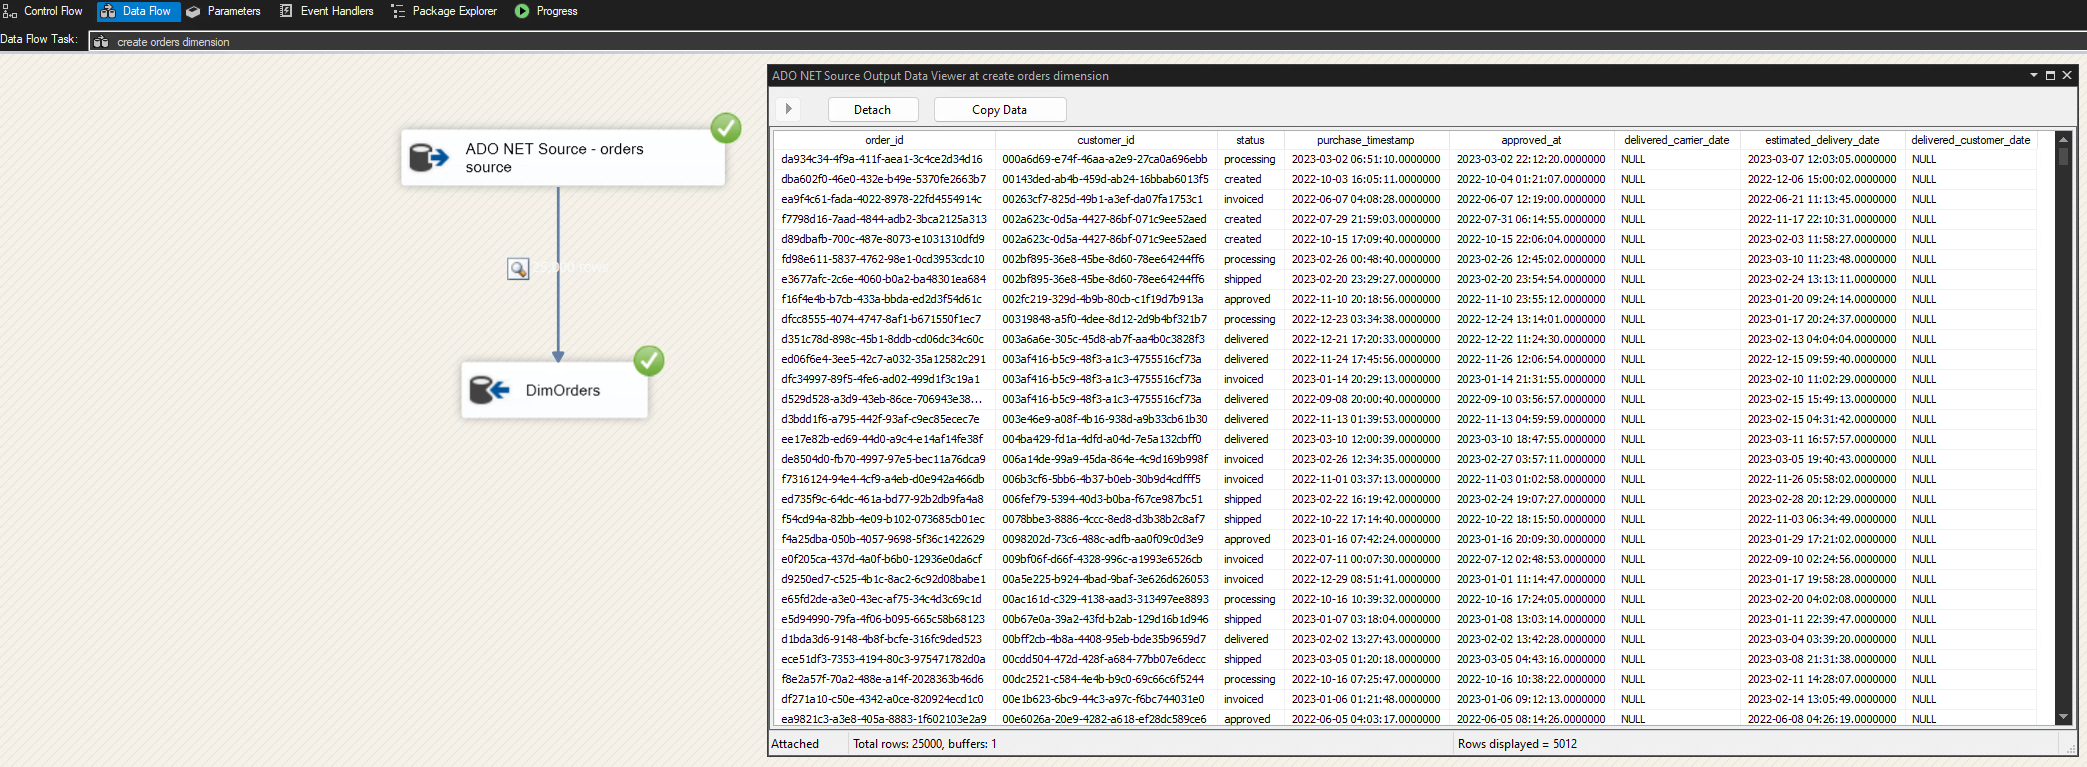 Control Flow Data Flow Parameters Event Handlers Package Explorer Progress
Data Flow Task: create orders dimension
ADO NET Source - orders
source
25,000 rows
DimOrders
ADO NET Source Output Data Viewer at create orders dimension
Detach Copy Data
order_id customer_id status purchase_timestamp approved_at delivered_carrier_date estimated_delivery_date delivered_customer_date
da934c34-4f9a-411f-aea1-3c4ce2d34d16 000a6d69-e74f-46aa-a2e9-27ca0a696ebb processing 2023-03-02 06:51:10.0000000 2023-03-02 22:12:20.0000000 NULL 2023-03-07 12:03:05.0000000 NULL
dba602f0-46e0-432e-b49e-5370fe2663b7 00143ded-ab4b-459d-ab24-16bbab6013f5 created 2022-10-03 16:05:11.0000000 2022-10-04 01:21:07.0000000 NULL 2022-12-06 15:00:02.0000000 NULL
ea9f4c61-fada-4022-8978-22fd4554914c 00263cf7-825d-49b1-a3ef-da07fa1753c1 invoiced 2022-06-07 04:08:28.0000000 2022-06-07 12:19:00.0000000 NULL 2022-06-21 11:13:45.0000000 NULL
f7798d16-7aad-4844-adb2-3bca2125a313 002a623c-0d5a-4427-86bf-071c9ee52aed created 2022-07-29 21:59:03.0000000 2022-07-31 06:14:55.0000000 NULL 2022-11-17 22:10:31.0000000 NULL
d89dbafb-700c-487e-8073-e1031310dfd9 002a623c-0d5a-4427-86bf-071c9ee52aed created 2022-10-15 17:09:40.0000000 2022-10-15 22:06:04.0000000 NULL 2023-02-03 11:58:27.0000000 NULL
fd98e611-5837-4762-98e1-0cd3953cdc10 002bf895-36e8-45be-8d60-78ee64244ff6 processing 2023-02-26 00:48:40.0000000 2023-02-26 12:45:02.0000000 NULL 2023-03-10 11:23:48.0000000 NULL
e3677afc-2c6e-4060-b0a2-ba48301ea684 002bf895-36e8-45be-8d60-78ee64244ff6 shipped 2023-02-20 23:29:27.0000000 2023-02-20 23:54:54.0000000 NULL 2023-02-24 13:13:11.0000000 NULL
f16f4e4b-b7cb-433a-bbda-ed2d3f54d61c 002fc219-329d-4b9b-80cb-c1f19d7b913a approved 2022-11-10 20:18:56.0000000 2022-11-10 23:55:12.0000000 NULL 2023-01-20 09:24:14.0000000 NULL
dfcc8555-4074-4747-8af1-b671550f1ec7 00319848-a5f0-4dee-8d12-2d9b4bf321b7 processing 2022-12-23 03:34:38.0000000 2022-12-24 13:14:01.0000000 NULL 2023-01-17 20:24:37.0000000 NULL
d351c78d-898c-45b1-8ddb-cd06dc34c60c 003a6a6e-305c-45d8-ab7f-aa4b0c3828f3 delivered 2022-12-21 17:20:33.0000000 2022-12-22 11:24:30.0000000 NULL 2023-02-13 04:04:04.0000000 NULL
ed06f6e4-3ee5-42c7-a032-35a12582c291 003af416-b5c9-48f3-a1c3-4755516cf73a delivered 2022-11-24 17:45:56.0000000 2022-11-26 12:06:54.0000000 NULL 2022-12-15 09:59:40.0000000 NULL
dfc34997-89f5-4fe6-ad02-499d1f3c19a1 003af416-b5c9-48f3-a1c3-4755516cf73a invoiced 2023-01-14 20:29:13.0000000 2023-01-14 21:31:55.0000000 NULL 2023-02-10 11:02:29.0000000 NULL
d529d528-a3d9-43eb-86ce-706943e38... 003af416-b5c9-48f3-a1c3-4755516cf73a delivered 2022-09-08 20:00:40.0000000 2022-09-10 03:56:57.0000000 NULL 2023-02-15 15:49:13.0000000 NULL
d3bdd1f6-a795-442f-93af-c9ec85ecec7e 003e46e9-a08f-4b16-938d-a9b33cb61b30 delivered 2022-11-13 01:39:53.0000000 2022-11-13 04:59:59.0000000 NULL 2023-02-15 04:31:42.0000000 NULL
ee17e82b-ed69-44d0-a9c4-e14af14fe38f 004ba429-fd1a-4dfd-a04d-7e5a132cbff0 delivered 2023-03-10 12:00:39.0000000 2023-03-10 18:47:55.0000000 NULL 2023-03-11 16:57:57.0000000 NULL
de8504d0-fb70-4997-97e5-bec11a76dca9 006a14de-99a9-45da-864e-4c9d169b998f invoiced 2023-02-26 12:34:35.0000000 2023-02-27 03:57:11.0000000 NULL 2023-03-05 19:40:43.0000000 NULL
f7316124-94e4-4cf9-a4eb-d0e942a466db 006b3cf6-5bb6-4b37-b0eb-30b9d4cdfff5 invoiced 2022-11-01 03:37:13.0000000 2022-11-03 01:02:58.0000000 NULL 2022-11-26 05:58:02.0000000 NULL
ed735f9c-64dc-461a-bd77-92b2db9fa4a8 006fef79-5394-40d3-b0ba-f67ce987bc51 shipped 2023-02-22 16:19:42.0000000 2023-02-24 19:07:27.0000000 NULL 2023-02-28 20:12:29.0000000 NULL
f54cd94a-82bb-4e09-b102-073685cb01ec 0078bbe3-8886-4ccc-8ed8-d3b38b2c8af7 shipped 2022-10-22 17:14:40.0000000 2022-10-22 18:15:50.0000000 NULL 2022-11-03 06:34:49.0000000 NULL
f4a25dba-050b-4057-9698-5f36c1422629 0098202d-73c6-488c-adfb-aa0f09c0d3e9 approved 2023-01-16 07:42:24.0000000 2023-01-16 20:09:30.0000000 NULL 2023-01-29 17:21:02.0000000 NULL
e0f205ca-437d-4a0f-b6b0-12936e0da6cf 009bf06f-d66f-4328-996c-a1993e6526cb invoiced 2022-07-11 00:07:30.0000000 2022-07-12 02:48:53.0000000 NULL 2022-09-10 02:24:56.0000000 NULL
d9250ed7-c525-4b1c-8ac2-6c92d08babe1 00a5e225-b924-4bad-9baf-3e626d626053 invoiced 2022-12-29 08:51:41.0000000 2023-01-01 11:14:47.0000000 NULL 2023-01-17 19:58:28.0000000 NULL
e65fd2de-a3e0-43ec-af75-34c4d3c69c1d 00ac161d-c329-4138-aad3-313497ee8893 processing 2022-10-16 10:39:32.0000000 2022-10-16 17:24:05.0000000 NULL 2023-02-20 04:02:08.0000000 NULL
e5d94990-79fa-4f06-b095-665c58b68123 00b67e0a-39a2-43fd-b2ab-129d16b1d946 shipped 2023-01-07 03:18:04.0000000 2023-01-08 13:03:14.0000000 NULL 2023-01-11 22:39:47.0000000 NULL
d1bda3d6-9148-4b8f-bcfe-316fc9ded523 00bff2cb-4b8a-4408-95eb-bde35b9659d7 delivered 2023-02-02 13:27:43.0000000 2023-02-02 13:42:28.0000000 NULL 2023-03-04 03:39:20.0000000 NULL
ece51df3-7353-4194-80c3-975471782d0a 00cdd504-472d-428f-a684-77bb07e6decc shipped 2023-03-05 01:20:18.0000000 2023-03-05 04:43:16.0000000 NULL 2023-03-08 21:31:38.0000000 NULL
f8e2a57f-70a2-488e-a14f-2028363b46d6 00dc2521-c584-4e4b-b9c0-69c66c6f5244 processing 2022-10-16 07:25:47.0000000 2022-10-16 10:38:22.0000000 NULL 2023-02-11 14:28:07.0000000 NULL
df271a10-c50e-4342-a0ce-820924ecd1c0 00e1b623-6bc9-44c3-a97c-f6bc744031e0 invoiced 2023-01-06 01:21:48.0000000 2023-01-06 09:12:13.0000000 NULL 2023-02-14 13:05:49.0000000 NULL
ea9821c3-a3e8-405a-8883-1f602103e2a9 00e6026a-20e9-4282-a618-ef28dc589ce6 approved 2022-06-05 04:03:17.0000000 2022-06-05 08:14:26.0000000 NULL 2022-06-08 04:26:19.0000000 NULL
Attached Total rows: 25000, buffers: 1 Rows displayed = 5012